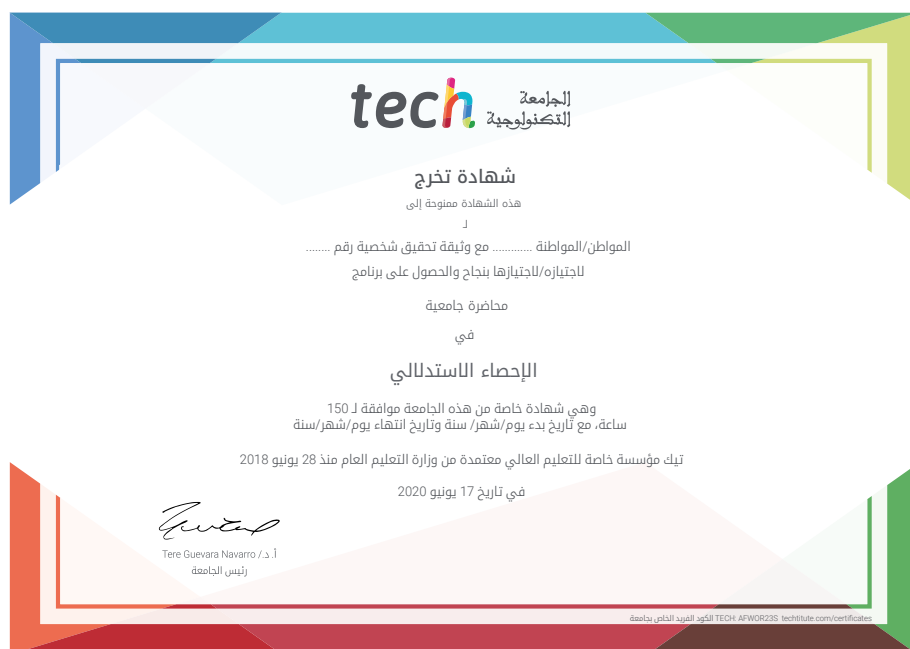 tech الجامعة
التكنولوجية
شهادة تخرج
هذه الشهادة ممنوحة إلى
لـ
المواطن/المواطنة ............ مع وثيقة تحقيق شخصية رقم ........
لاجتيازه/لاجتيازها بنجاح والحصول على برنامج
محاضرة جامعية
في
الإحصاء الاستدلالي
وهي شهادة خاصة من هذه الجامعة موافقة لـ 150
ساعة، مع تاريخ بدء يوم/شهر/ سنة وتاريخ انتهاء يوم/شهر/سنة
تيك مؤسسة خاصة للتعليم العالي معتمدة من وزارة التعليم العام منذ 28 يونيو 2018
في تاريخ 17 يونيو 2020
أ. د./ Tere Guevara Navarro
رئيس الجامعة
الكود الفريد الخاص بجامعة TECH: AFWOR23S techtitute.com/certificates